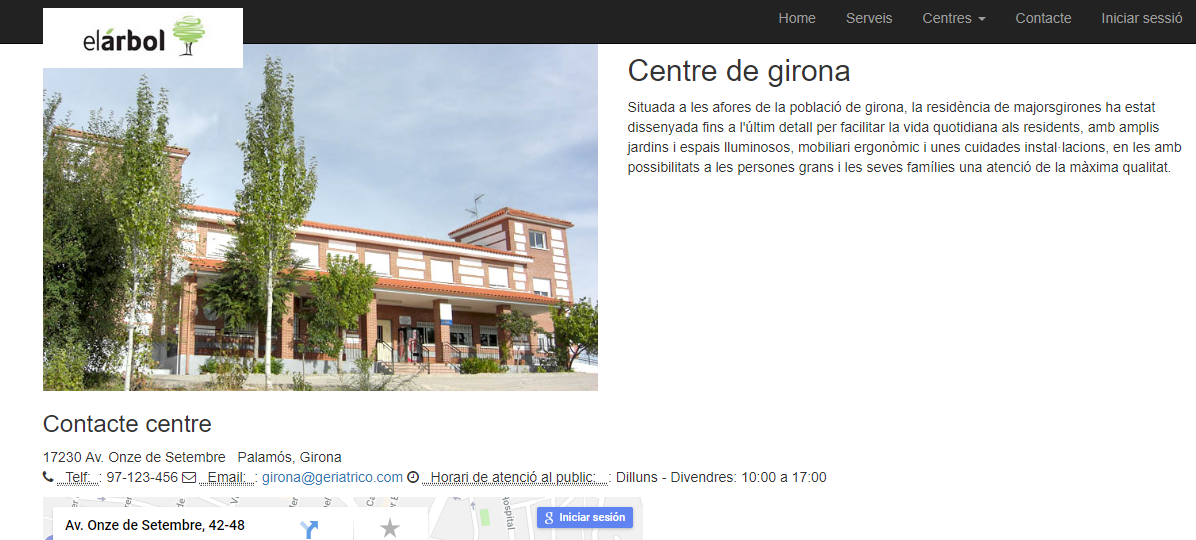 elárbol
Home Serveis Centres Contacte Iniciar sessió
Centre de girona
Situada a les afores de la població de girona, la residència de majorsgirones ha estat
dissenyada fins a l'últim detall per facilitar la vida quotidiana als residents, amb amplis
jardins i espais lluminosos, mobiliari ergonòmic i unes cuidades instal·lacions, en les amb
possibilitats a les persones grans i les seves famílies una atenció de la màxima qualitat.
Contacte centre
17230 Av. Onze de Setembre Palamós, Girona
Telf: : 97-123-456 Email: : girona@geriatrico.com Horari de atenció al public: : Dilluns - Divendres: 10:00 a 17:00
Av. Onze de Setembre, 42-48
Hospital
g Iniciar sesión